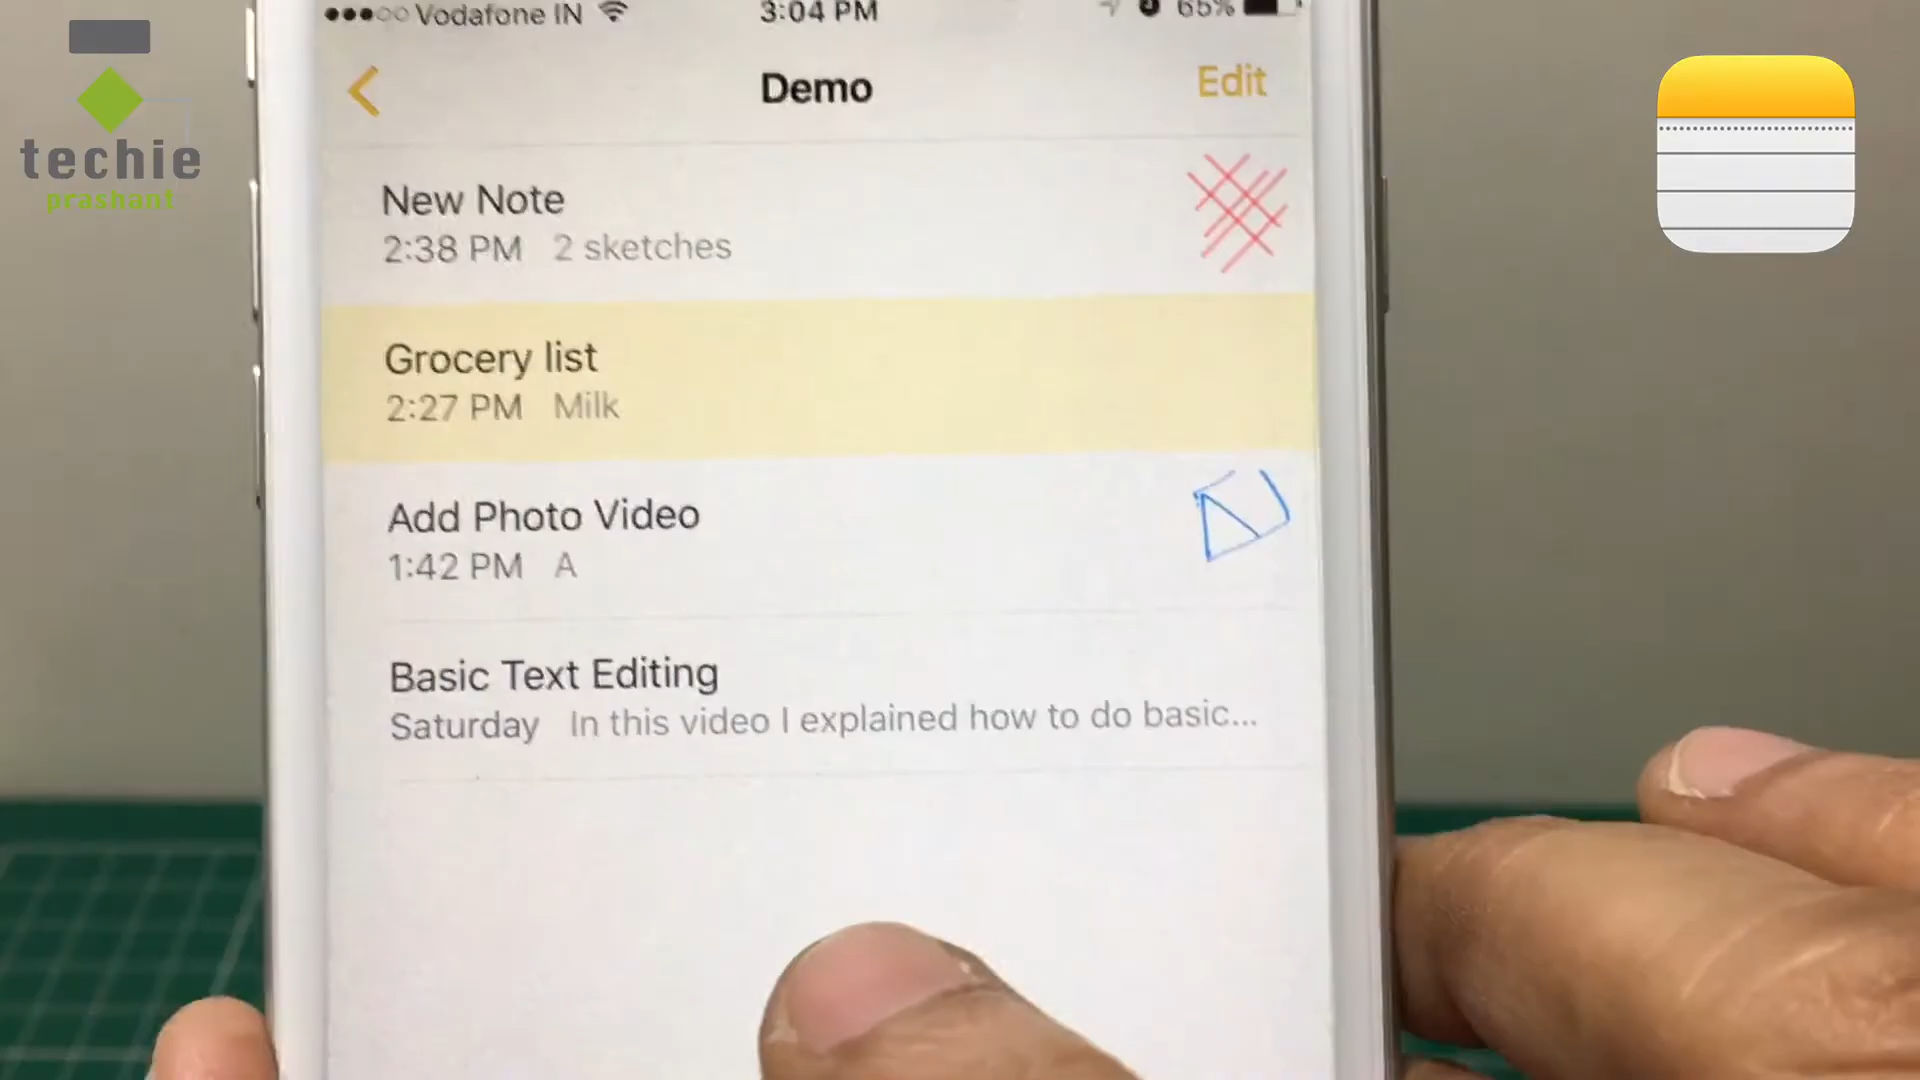 Vodafone IN 3:04 PM 65%
techie
prashant
Demo
Edit
New Note
2:38 PM 2 sketches
Grocery list
2:27 PM Milk
Add Photo Video
1:42 PM A
Basic Text Editing
Saturday In this video I explained how to do basic...